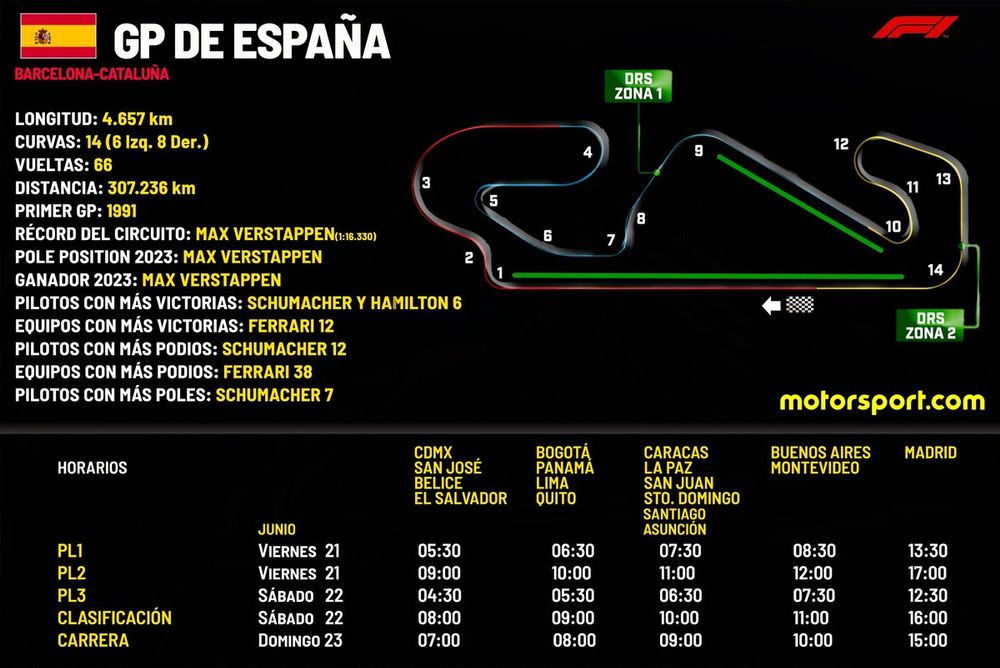 GP DE ESPAÑA
F1
BARCELONA-CATALUÑA
LONGITUD: 4.657 km
CURVAS: 14 (6 Izq. 8 Der.)
VUELTAS: 66
DISTANCIA: 307.236 km
PRIMER GP: 1991
RÉCORD DEL CIRCUITO: MAX VERSTAPPEN(1:16.330)
POLE POSITION 2023: MAX VERSTAPPEN
GANADOR 2023: MAX VERSTAPPEN
PILOTOS CON MÁS VICTORIAS: SCHUMACHER Y HAMILTON 6
EQUIPOS CON MÁS VICTORIAS: FERRARI 12
PILOTOS CON MÁS PODIOS: SCHUMACHER 12
EQUIPOS CON MÁS PODIOS: FERRARI 38
PILOTOS CON MÁS POLES: SCHUMACHER 7
DRS
ZONA 1
1
2
3
4
5
6
7
8
9
10
11
12
13
14
DRS
ZONA 2
motorsport.com
HORARIOS
JUNIO
CDMX
SAN JOSÉ
BELICE
EL SALVADOR
BOGOTÁ
PANAMÁ
LIMA
QUITO
CARACAS
LA PAZ
SAN JUAN
STO. DOMINGO
SANTIAGO
ASUNCIÓN
BUENOS AIRES
MONTEVIDEO
MADRID
PL1 VIERNES 21 05:30 06:30 07:30 08:30 13:30
PL2 VIERNES 21 09:00 10:00 11:00 12:00 17:00
PL3 SÁBADO 22 04:30 05:30 06:30 07:30 12:30
CLASIFICACIÓN SÁBADO 22 08:00 09:00 10:00 11:00 16:00
CARRERA DOMINGO 23 07:00 08:00 09:00 10:00 15:00